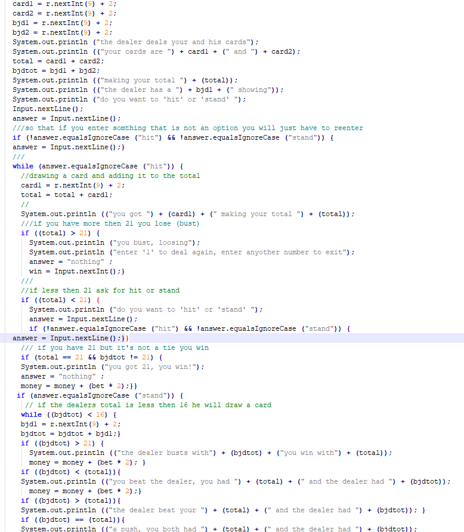 card1 = r.nextInt(9) + 2;
card2 = r.nextInt(9) + 2;
bjd1 = r.nextInt(9) + 2;
bjd2 = r.nextInt(9) + 2;
System.out.println ("the dealer deals your and his cards");
System.out.println (("your cards are ") + card1 + (" and ") + card2);
total = card1 + card2;
bjdtot = bjd1 + bjd2;
System.out.println (("making your total ") + (total));
System.out.println (("the dealer has a ") + bjd1 + (" showing"));
System.out.println ("do you want to 'hit' or 'stand' ");
Input.nextLine();
answer = Input.nextLine();
///so that if you enter somthing that is not an option you will just have to reenter
if (!answer.equalsIgnoreCase ("hit") && !answer.equalsIgnoreCase ("stand")) {
answer = Input.nextLine();}
///
while (answer.equalsIgnoreCase ("hit")) {
//drawing a card and adding it to the total
card1 = r.nextInt(9) + 2;
total = total + card1;
//
System.out.println (("you got ") + (card1) + (" making your total ") + (total));
///if you have more then 21 you lose (bust)
if ((total) > 21) {
System.out.println ("you bust, loosing");
System.out.println ("enter '1' to deal again, enter anyother number to exit");
answer = "nothing" ;
win = Input.nextInt();}
///
//if less then 21 ask for hit or stand
if ((total) < 21) {
System.out.println ("do you want to 'hit' or 'stand' ");
answer = Input.nextLine();
if (!answer.equalsIgnoreCase ("hit") && !answer.equalsIgnoreCase ("stand")) {
answer = Input.nextLine();}}
/// if you have 21 but it's not a tie you win
if (total == 21 && bjdtot != 21) {
System.out.println ("you got 21, you win!");
answer = "nothing" ;
money = money + (bet * 2);}}
if (answer.equalsIgnoreCase ("stand")) {
// if the dealers total is less then 16 he will draw a card
while ((bjdtot) < 16) {
bjd1 = r.nextInt(9) + 2;
bjdtot = bjdtot + bjd1;}
if ((bjdtot) > 21) {
System.out.println (("the dealer busts with") + (bjdtot) + ("you win with") + (total));
money = money + (bet * 2); }
if ((bjdtot) < (total)){
System.out.println (("you beat the dealer, you had ") + (total) + (" and the dealer had ") + (bjdtot));
money = money + (bet * 2);}
if ((bjdtot) > (total)){
System.out.println (("the dealer beat your ") + (total) + (" and the dealer had ") + (bjdtot)); }
if ((bjdtot) == (total)){
System.out.println (("a push, you both had ") + (total) + (" and the dealer had ") + (bjdtot));